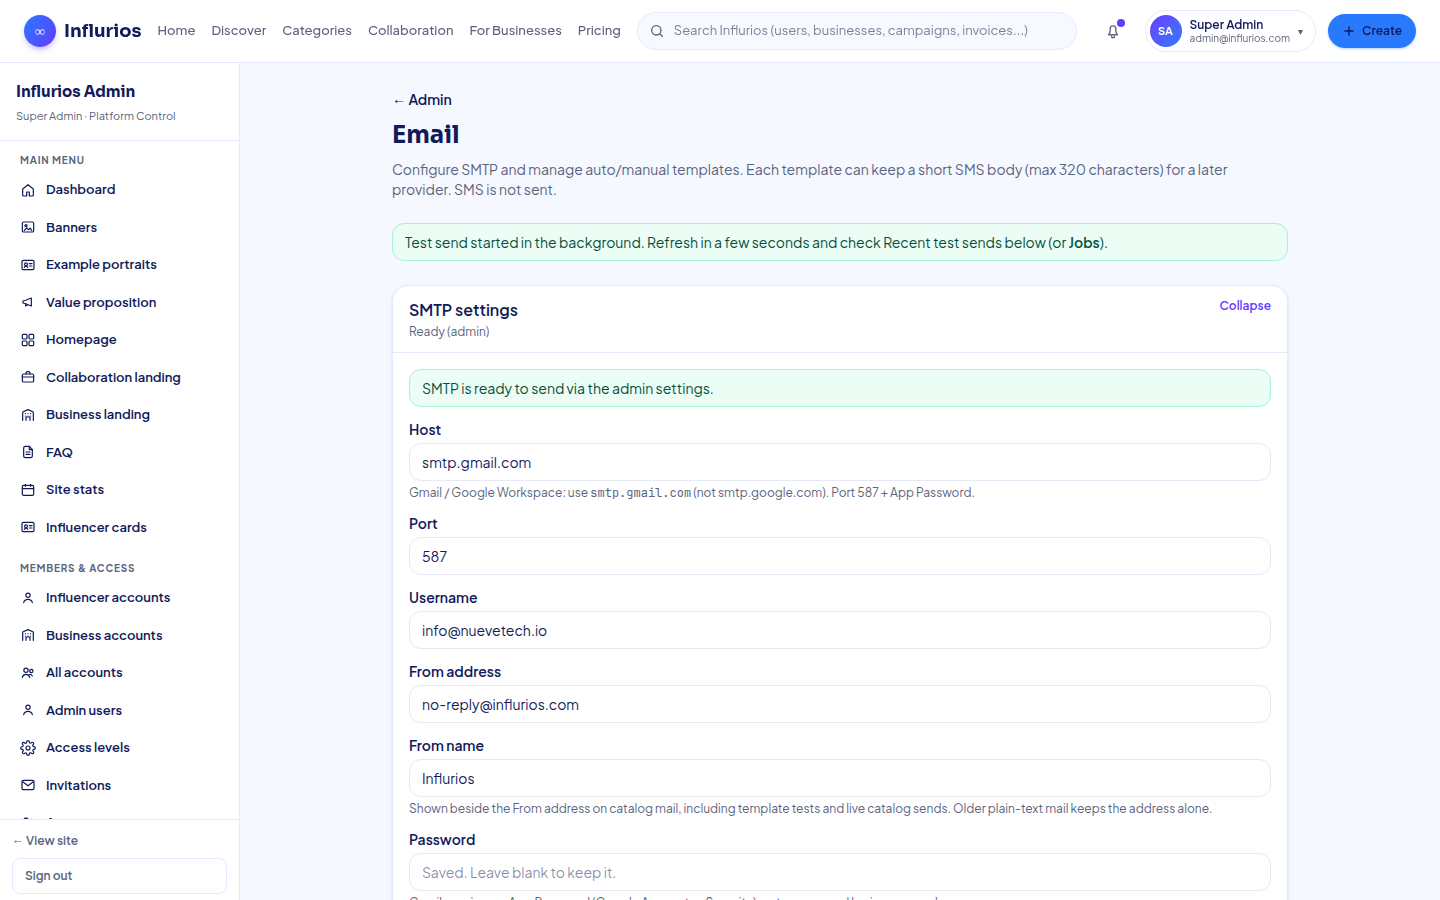 Influrios
Home Discover Categories Collaboration For Businesses Pricing
Search Influrios (users, businesses, campaigns, invoices...)
SA
Super Admin
admin@influrios.com
+ Create
Influrios Admin
Super Admin · Platform Control
MAIN MENU
Dashboard
Banners
Example portraits
Value proposition
Homepage
Collaboration landing
Business landing
FAQ
Site stats
Influencer cards
MEMBERS & ACCESS
Influencer accounts
Business accounts
All accounts
Admin users
Access levels
Invitations
← View site
Sign out
← Admin
Email
Configure SMTP and manage auto/manual templates. Each template can keep a short SMS body (max 320 characters) for a later
provider. SMS is not sent.
Test send started in the background. Refresh in a few seconds and check Recent test sends below (or Jobs).
SMTP settings
Collapse
Ready (admin)
SMTP is ready to send via the admin settings.
Host
smtp.gmail.com
Gmail / Google Workspace: use smtp.gmail.com (not smtp.google.com). Port 587 + App Password.
Port
587
Username
info@nuevetech.io
From address
no-reply@influrios.com
From name
Influrios
Shown beside the From address on catalog mail, including template tests and live catalog sends. Older plain-text mail keeps the address alone.
Password
Saved. Leave blank to keep it.